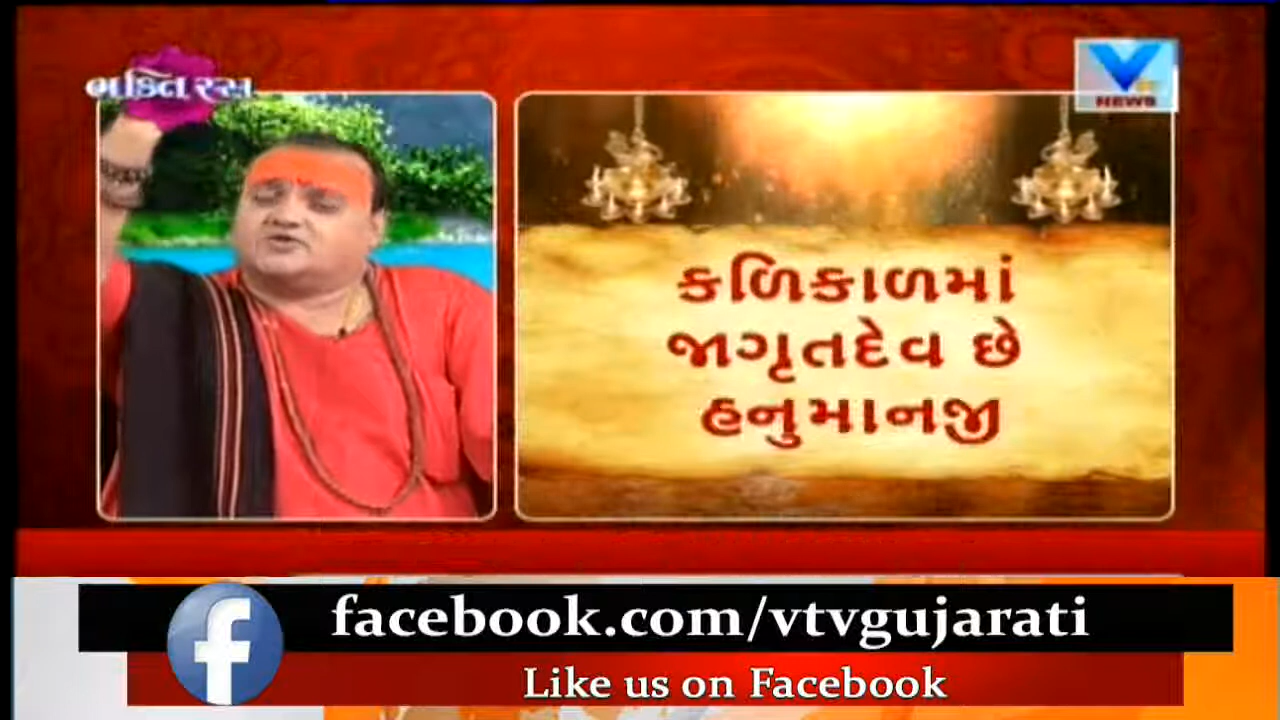 ભક્તિ રસ
NEWS
કળિકાળમાં
જાગૃતદેવ છે
હનુમાનજી
facebook.com/vtvgujarati
Like us on Facebook